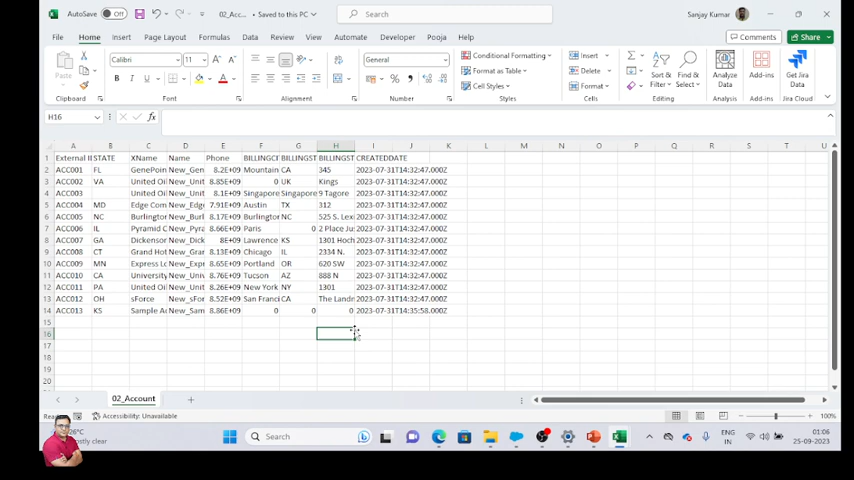 AutoSave Off 02_Acc... • Saved to this PC Search Sanjay Kumar
File Home Insert Page Layout Formulas Data Review View Automate Developer Pooja Help Comments Share
Paste Calibri 11 General Conditional Formatting Insert Sort & Filter Find & Select Analyze Data Add-ins Get Jira Data
B I U A % Format as Table Delete
Cell Styles Format
Clipboard Font Alignment Number Styles Cells Editing Analysis Add-ins Jira Cloud
H16 fx
A B C D E F G H I J K L M N O P Q R S T U
1 External I STATE XName Name Phone BILLINGCI BILLINGST BILLINGST CREATEDDATE
2 ACC001 FL GenePoin New_Gen 8.2E+09 Mountain CA 345 2023-07-31T14:32:47.000Z
3 ACC002 VA United Oi New_Unit 8.85E+09 0 UK Kings 2023-07-31T14:32:47.000Z
4 ACC003 United Oi New_Unit 8.1E+09 Singapore Singapore 9 Tagore 2023-07-31T14:32:47.000Z
5 ACC004 MD Edge Com New_Edge 7.91E+09 Austin TX 312 2023-07-31T14:32:47.000Z
6 ACC005 NC Burlington New_Burl 8.17E+09 Burlington NC 525 S. Lexi 2023-07-31T14:32:47.000Z
7 ACC006 IL Pyramid C New_Pyra 8.66E+09 Paris 0 2 Place Jus 2023-07-31T14:32:47.000Z
8 ACC007 GA Dickenson New_Dick 8E+09 Lawrence KS 1301 Hoch 2023-07-31T14:32:47.000Z
9 ACC008 CT Grand Hot New_Gran 8.13E+09 Chicago IL 2334 N. 2023-07-31T14:32:47.000Z
10 ACC009 MN Express Lo New_Expr 8.65E+09 Portland OR 620 SW 2023-07-31T14:32:47.000Z
11 ACC010 CA University New_Univ 8.76E+09 Tucson AZ 888 N 2023-07-31T14:32:47.000Z
12 ACC011 PA United Oi New_Unit 8.26E+09 New York NY 1301 2023-07-31T14:32:47.000Z
13 ACC012 OH sForce New_sFor 8.52E+09 San Franci CA The Landm 2023-07-31T14:32:47.000Z
14 ACC013 KS Sample Ac New_Sam 8.86E+09 0 0 0 2023-07-31T14:35:58.000Z
15
16
17
18
19
20
02_Account
Accessibility: Unavailable 100%
26°C Search ENG 01:06
IN 25-09-2023